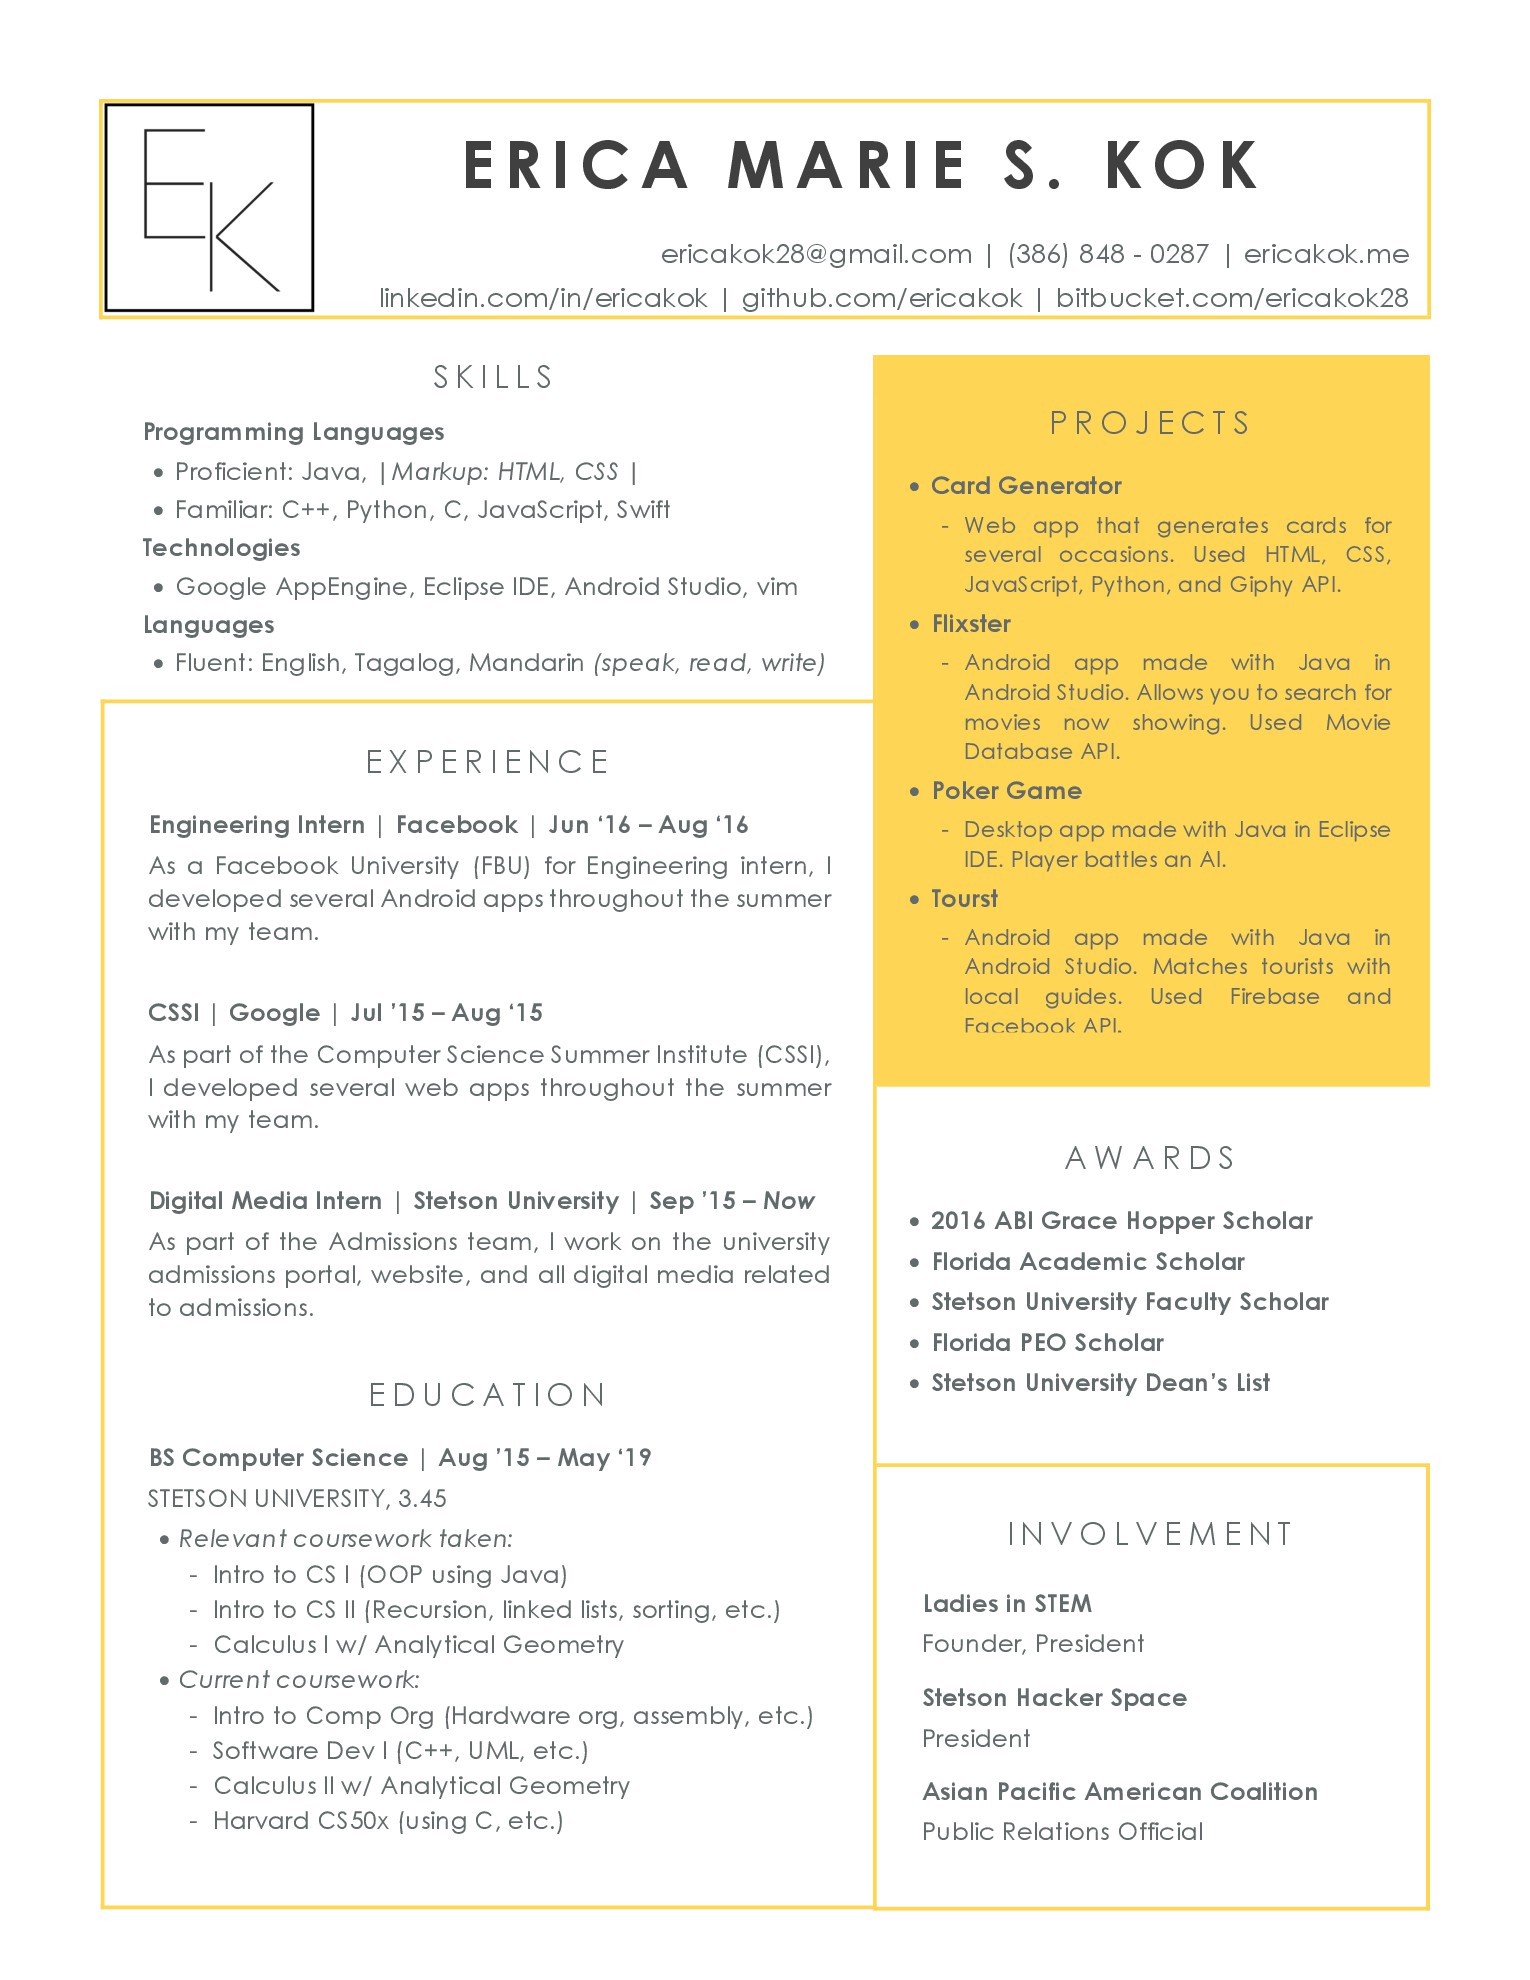 EK
ERICA MARIE S. KOK
ericakok28@gmail.com | (386) 848 - 0287 | ericakok.me
linkedin.com/in/ericakok | github.com/ericakok | bitbucket.com/ericakok28
SKILLS
Programming Languages
• Proficient: Java, |Markup: HTML, CSS |
• Familiar: C++, Python, C, JavaScript, Swift
Technologies
• Google AppEngine, Eclipse IDE, Android Studio, vim
Languages
• Fluent: English, Tagalog, Mandarin (speak, read, write)
EXPERIENCE
Engineering Intern | Facebook | Jun ‘16 – Aug ‘16
As a Facebook University (FBU) for Engineering intern, I
developed several Android apps throughout the summer
with my team.
CSSI | Google | Jul ’15 – Aug ‘15
As part of the Computer Science Summer Institute (CSSI),
I developed several web apps throughout the summer
with my team.
Digital Media Intern | Stetson University | Sep ’15 – Now
As part of the Admissions team, I work on the university
admissions portal, website, and all digital media related
to admissions.
EDUCATION
BS Computer Science | Aug ’15 – May ‘19
STETSON UNIVERSITY, 3.45
• Relevant coursework taken:
- Intro to CS I (OOP using Java)
- Intro to CS II (Recursion, linked lists, sorting, etc.)
- Calculus I w/ Analytical Geometry
• Current coursework:
- Intro to Comp Org (Hardware org, assembly, etc.)
- Software Dev I (C++, UML, etc.)
- Calculus II w/ Analytical Geometry
- Harvard CS50x (using C, etc.)
PROJECTS
• Card Generator
- Web app that generates cards for
several occasions. Used HTML, CSS,
JavaScript, Python, and Giphy API.
• Flixster
- Android app made with Java in
Android Studio. Allows you to search for
movies now showing. Used Movie
Database API.
• Poker Game
- Desktop app made with Java in Eclipse
IDE. Player battles an AI.
• Tourst
- Android app made with Java in
Android Studio. Matches tourists with
local guides. Used Firebase and
Facebook API.
AWARDS
• 2016 ABI Grace Hopper Scholar
• Florida Academic Scholar
• Stetson University Faculty Scholar
• Florida PEO Scholar
• Stetson University Dean’s List
INVOLVEMENT
Ladies in STEM
Founder, President
Stetson Hacker Space
President
Asian Pacific American Coalition
Public Relations Official